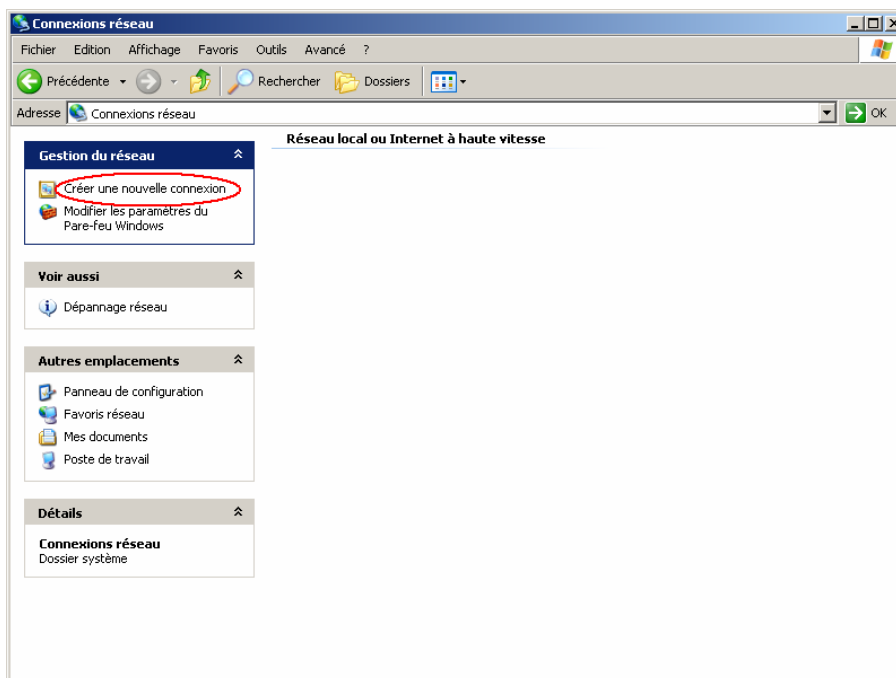 Connexions réseau
Fichier Edition Affichage Favoris Outils Avancé ?
Précédente Rechercher Dossiers
Adresse Connexions réseau OK
Réseau local ou Internet à haute vitesse
Gestion du réseau
Créer une nouvelle connexion
Modifier les paramètres du
Pare-feu Windows
Voir aussi
Dépannage réseau
Autres emplacements
Panneau de configuration
Favoris réseau
Mes documents
Poste de travail
Détails
Connexions réseau
Dossier système